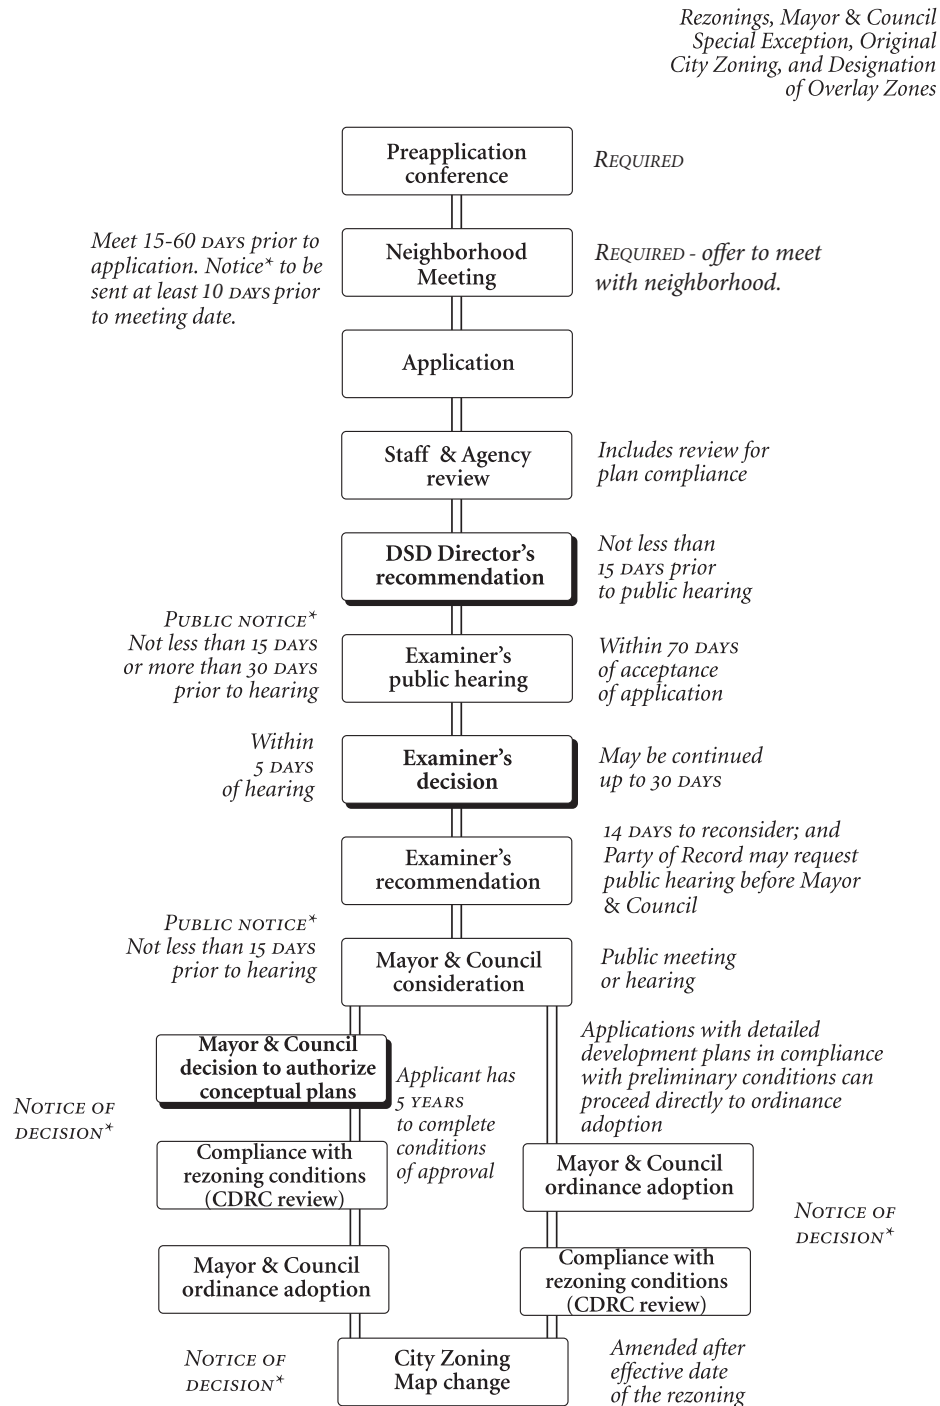 Rezonings, Mayor & Council
Special Exception, Original
City Zoning, and Designation
of Overlay Zones
Preapplication
conference
REQUIRED
Meet 15-60 DAYS prior to
application. Notice* to be
sent at least 10 DAYS prior
to meeting date.
Neighborhood
Meeting
REQUIRED - offer to meet
with neighborhood.
Application
Staff & Agency
review
Includes review for
plan compliance
DSD Director's
recommendation
Not less than
15 DAYS prior
to public hearing
PUBLIC NOTICE*
Not less than 15 DAYS
or more than 30 DAYS
prior to hearing
Examiner's
public hearing
Within 70 DAYS
of acceptance
of application
Within
5 DAYS
of hearing
Examiner's
decision
May be continued
up to 30 DAYS
Examiner's
recommendation
14 DAYS to reconsider; and
Party of Record may request
public hearing before Mayor
& Council
PUBLIC NOTICE*
Not less than 15 DAYS
prior to hearing
Mayor & Council
consideration
Public meeting
or hearing
Mayor & Council
decision to authorize
conceptual plans
Applicant has
5 YEARS
to complete
conditions
of approval
Applications with detailed
development plans in compliance
with preliminary conditions can
proceed directly to ordinance
adoption
NOTICE OF
DECISION*
Compliance with
rezoning conditions
(CDRC review)
Mayor & Council
ordinance adoption
NOTICE OF
DECISION*
Mayor & Council
ordinance adoption
Compliance with
rezoning conditions
(CDRC review)
NOTICE OF
DECISION*
City Zoning
Map change
Amended after
effective date
of the rezoning